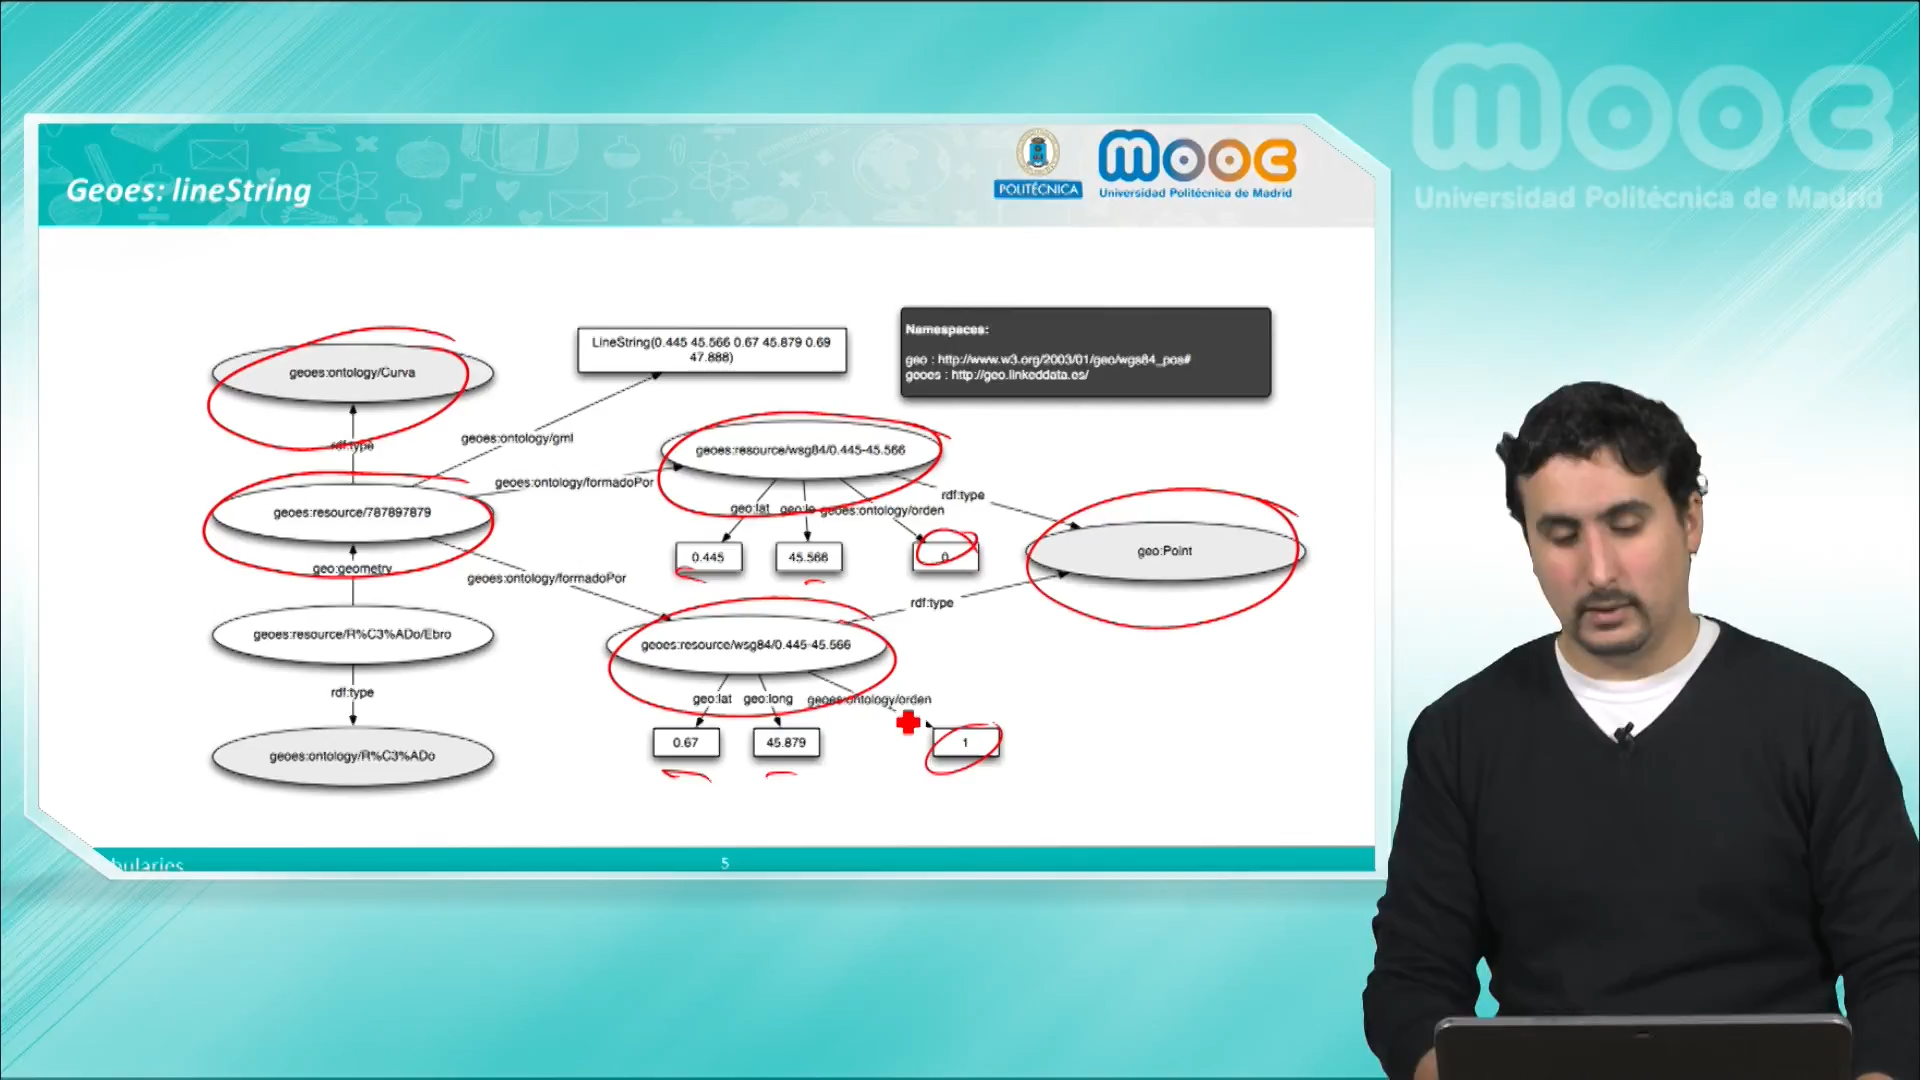 mooc
Universidad Politécnica de Madrid
Geoes: lineString
POLITÉCNICA
mooc
Universidad Politécnica de Madrid
Namespaces:
geo : http://www.w3.org/2003/01/geo/wgs84_pos#
geoes : http://geo.linkeddata.es/
LineString(0.445 45.566 0.67 45.879 0.69
47.888)
geoes:ontology/Curva
rdf:type
geoes:ontology/gml
geoes:resource/wsg84/0.445-45.566
geoes:ontology/formadoPor
rdf:type
geoes:resource/787897879
geo:lat
geoes:ontology/orden
geo:Point
0.445
45.566
0
geo:geometry
geoes:ontology/formadoPor
rdf:type
geoes:resource/R%C3%ADo/Ebro
geoes:resource/wsg84/0.445-45.566
rdf:type
geo:lat
geo:long
geoes:ontology/orden
0.67
45.879
1
geoes:ontology/R%C3%ADo
5